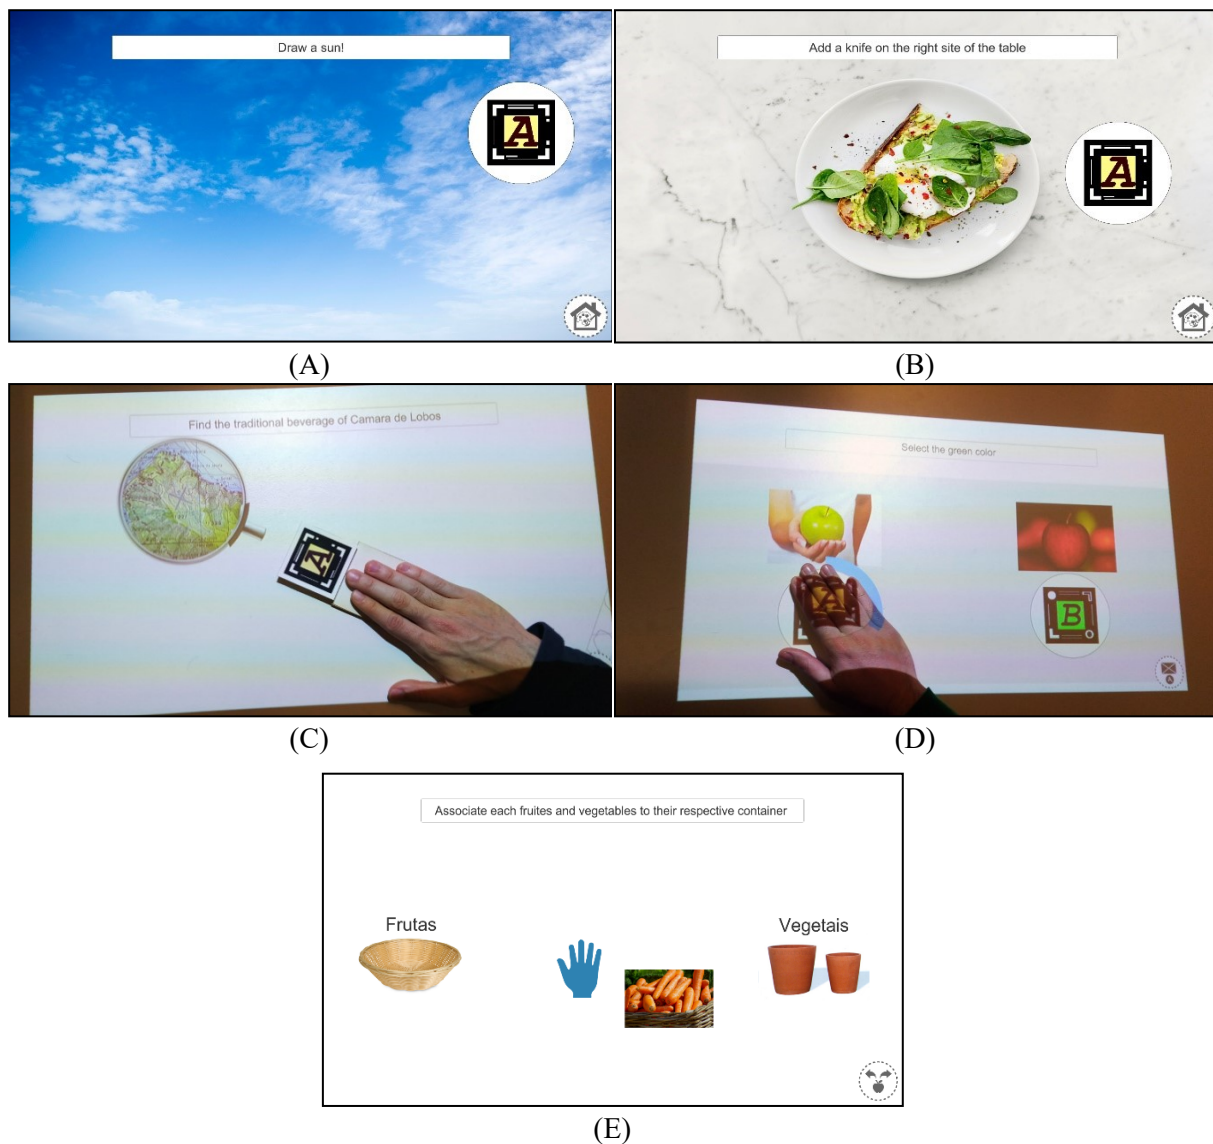 Draw a sun!
A
Add a knife on the right site of the table
A
(A)
(B)
Find the traditional beverage of Camara de Lobos
A
Select the green color
A
B
(C)
(D)
Associate each fruites and vegetables to their respective container
Frutas
Vegetais
(E)